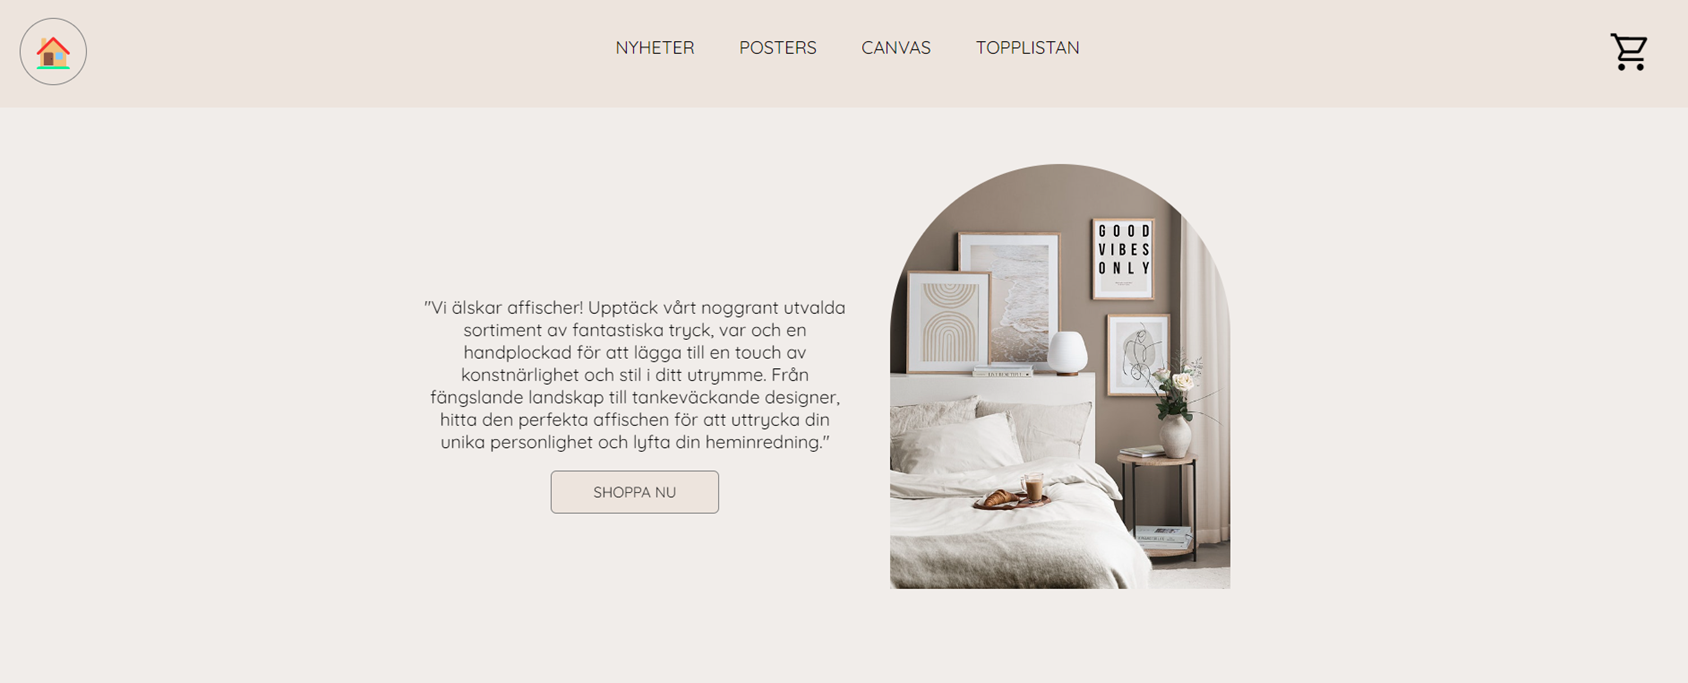 NYHETER POSTERS CANVAS TOPPLISTAN
"Vi älskar affischer! Upptäck vårt noggrant utvalda
sortiment av fantastiska tryck, var och en
handplockad för att lägga till en touch av
konstnärlighet och stil i ditt utrymme. Från
fängslande landskap till tankeväckande designer,
hitta den perfekta affischen för att uttrycka din
unika personlighet och lyfta din heminredning."
SHOPPA NU
GOOD
VIBES
ONLY